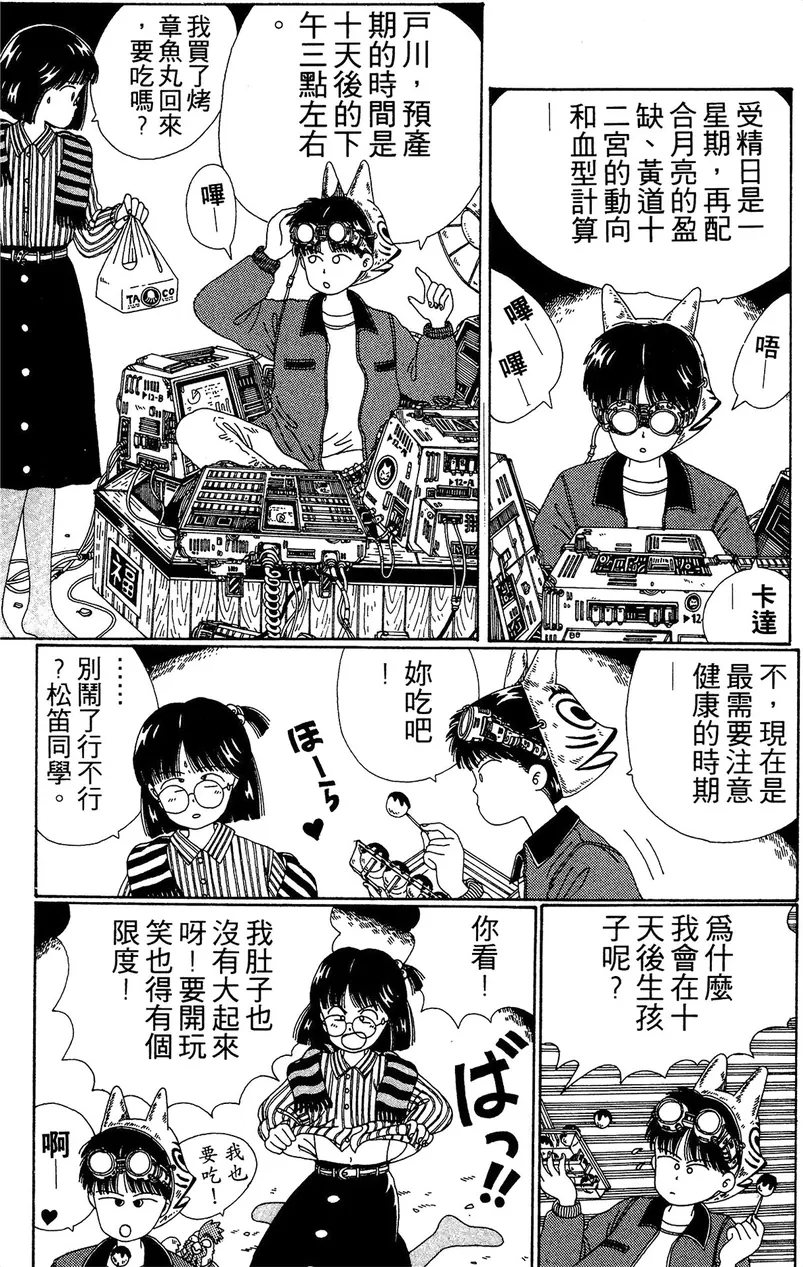 受精日是一
星期，再配
合月亮的盈
缺、黃道十
二宮的動向
和血型計算
—
唔
—
嗶
—
嗶
—
卡達
—
戸川，預產
期的時間是
十天後的下
午三點左右
。
嗶
—
我買了烤
章魚丸回來
，要吃嗎？
TACO
12-B
12-A
福
12
不，現在是
最需要注意
健康的時期
—
妳吃吧
！
ほーら
♥
……
別鬧了行不行
？松笛同學。
爲什麼
我會在十
天後生孩
子呢？
你看！
ばっ!!
我肚子也
沒有大起來
呀！要開玩
笑也得有個
限度！
我也
要吃！
啊
—
♥